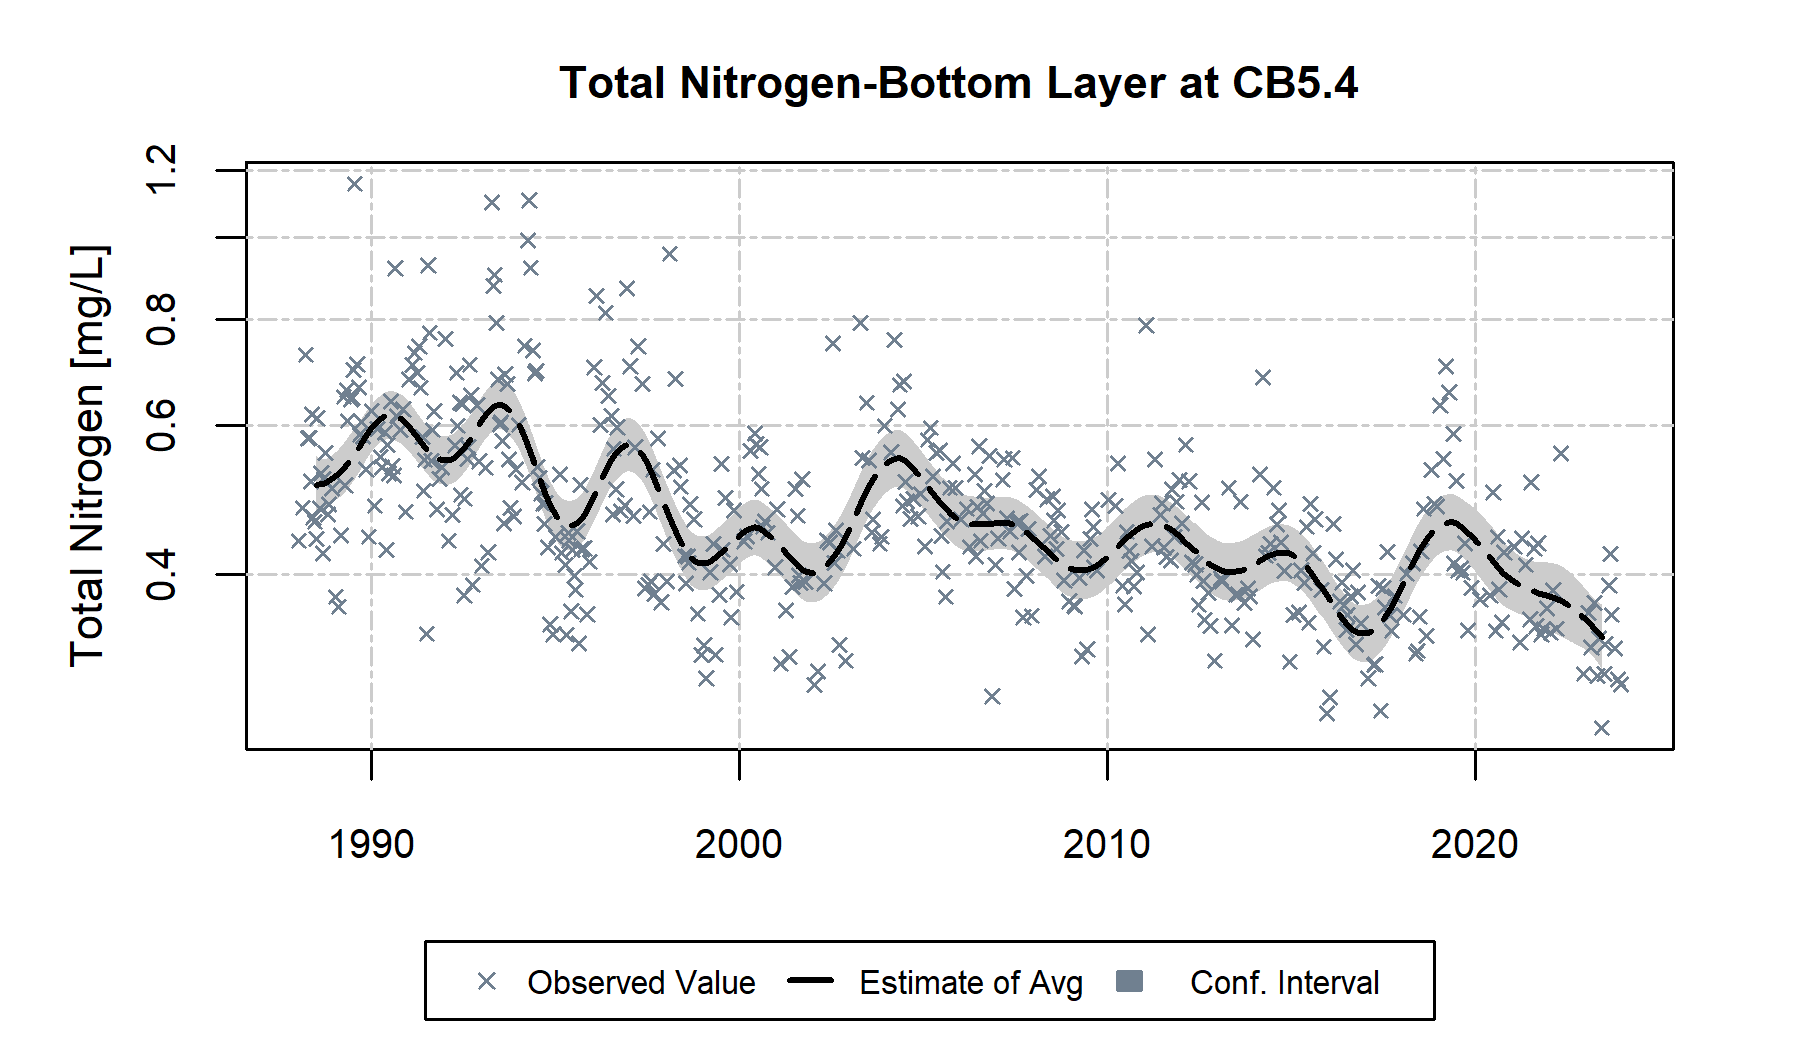 Total Nitrogen-Bottom Layer at CB5.4
Total Nitrogen [mg/L]
1.2
0.8
0.6
0.4
1990 2000 2010 2020
Observed Value Estimate of Avg Conf. Interval